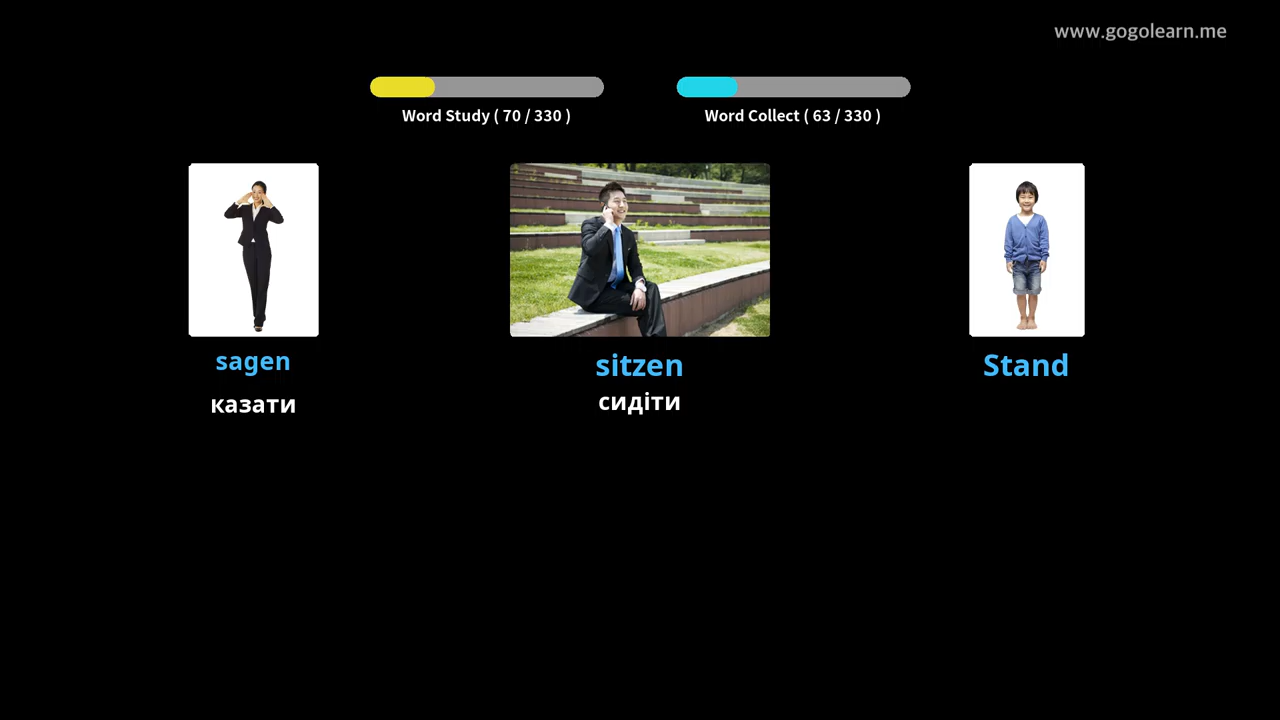 www.gogolearn.me
Word Study ( 70 / 330 )
Word Collect ( 63 / 330 )
sagen
казати
sitzen
сидіти
Stand